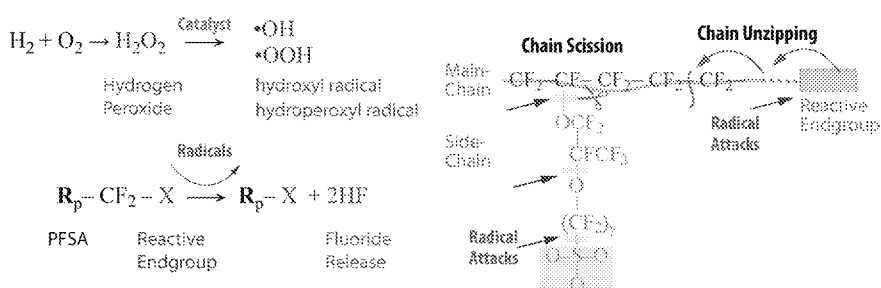 Catalyst
H₂ + O₂ → H₂O₂ → •OH
•OOH
Hydrogen Peroxide
hydroxyl radical
hydroperoxyl radical
Radicals
Rₚ– CF₂ – X → Rₚ– X + 2HF
PFSA
Reactive Endgroup
Fluoride Release
Chain Scission
Chain Unzipping
Main-Chain
CF₂–CF–CF₂–CF₂–CF₂
Reactive Endgroup
Radical Attacks
OCF₂
Side-Chain
CFCF₃
O
(CF₂)₂
Radical Attacks
O–S–O
O